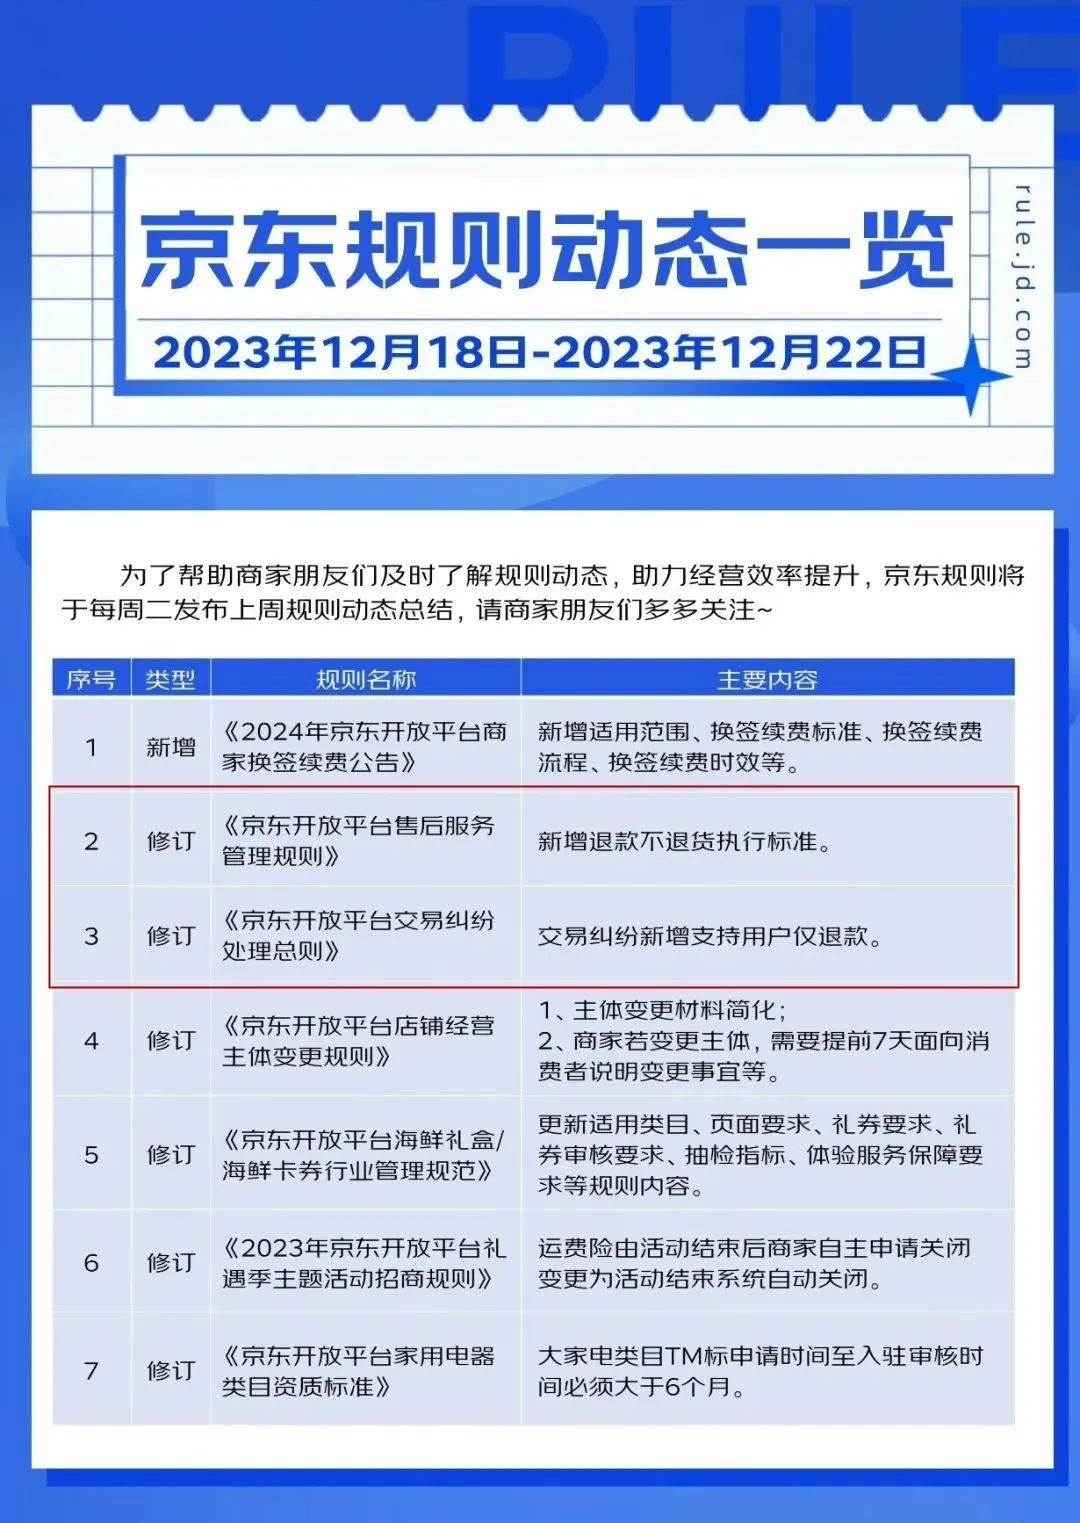 RULE
京东规则动态一览
2023年12月18日-2023年12月22日
rule.jd.com
为了帮助商家朋友们及时了解规则动态，助力经营效率提升，京东规则将
于每周二发布上周规则动态总结，请商家朋友们多多关注~
序号 类型 规则名称 主要内容
1 新增 《2024年京东开放平台商
家换签续费公告》
新增适用范围、换签续费标准、换签续费
流程、换签续费时效等。
2 修订 《京东开放平台售后服务
管理规则》
新增退款不退货执行标准。
3 修订 《京东开放平台交易纠纷
处理总则》
交易纠纷新增支持用户仅退款。
4 修订 《京东开放平台店铺经营
主体变更规则》
1、主体变更材料简化；
2、商家若变更主体，需要提前7天面向消
费者说明变更事宜等。
5 修订 《京东开放平台海鲜礼盒/
海鲜卡券行业管理规范》
更新适用类目、页面要求、礼券要求、礼
券审核要求、抽检指标、体验服务保障要
求等规则内容。
6 修订 《2023年京东开放平台礼
遇季主题活动招商规则》
运费险由活动结束后商家自主申请关闭
变更为活动结束系统自动关闭。
7 修订 《京东开放平台家用电器
类目资质标准》
大家电类目TM标申请时间至入驻审核时
间必须大于6个月。